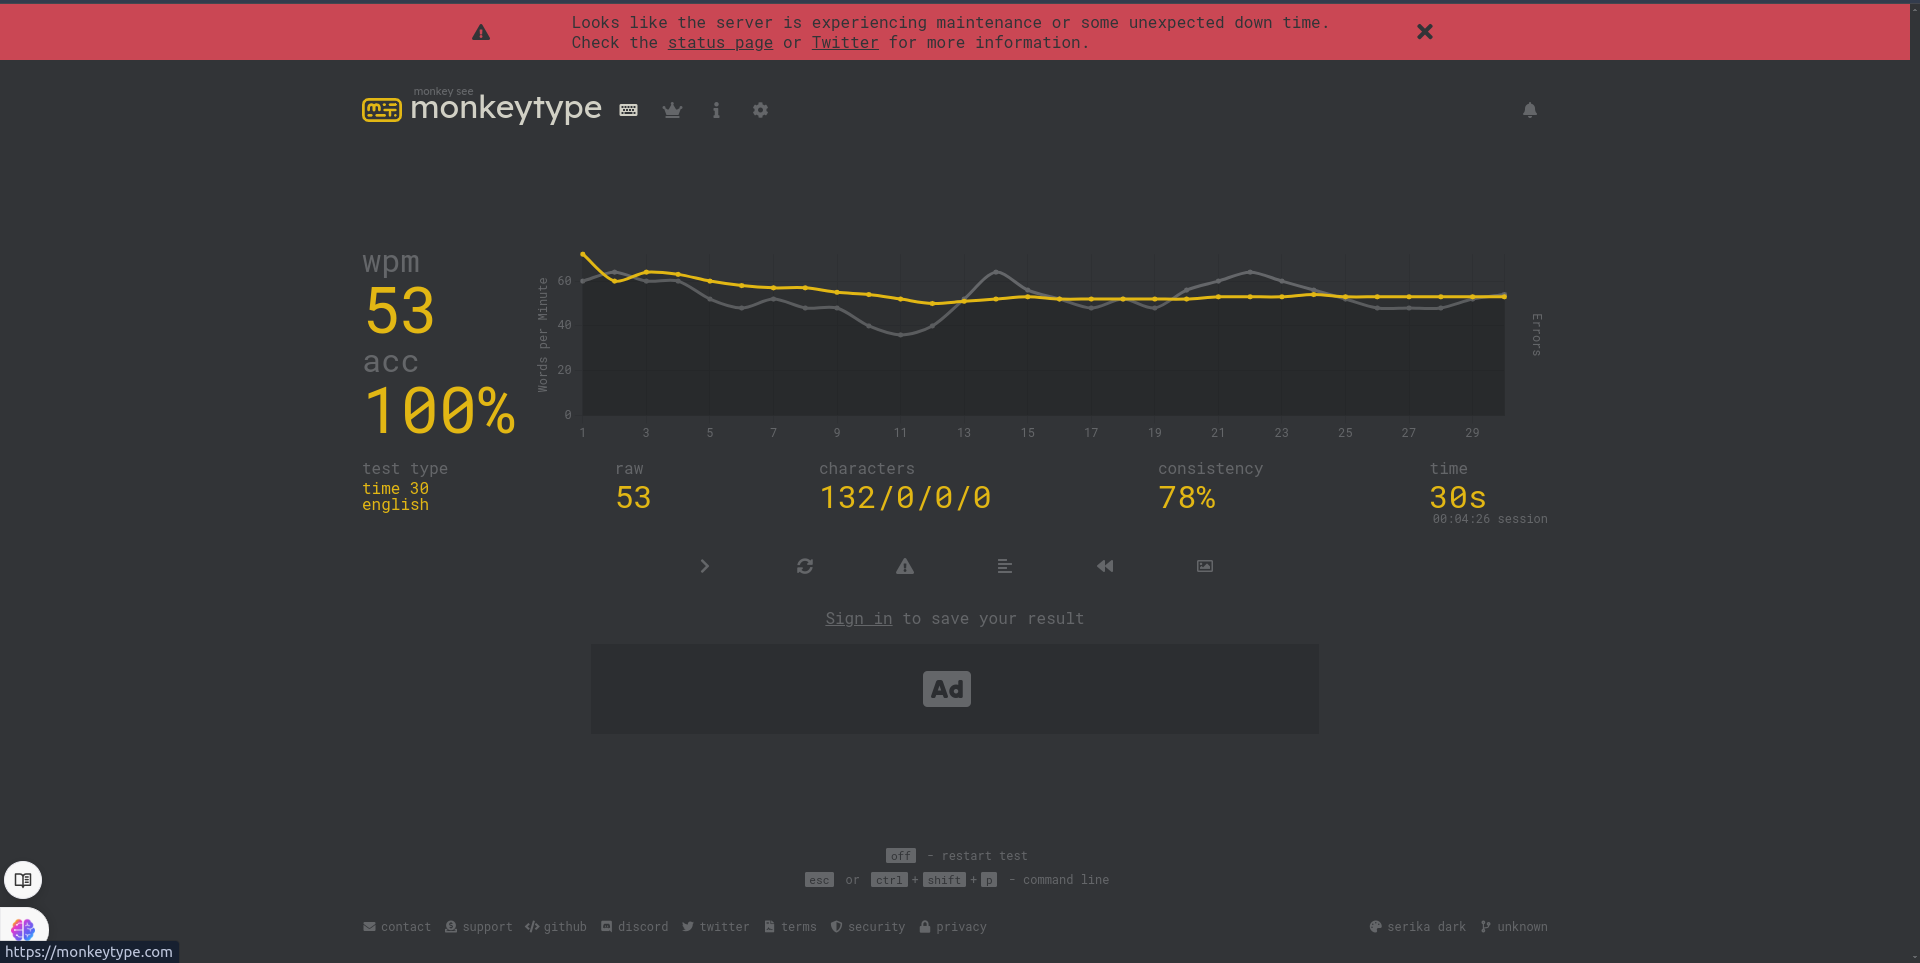 Looks like the server is experiencing maintenance or some unexpected down time.
Check the status page or Twitter for more information.
monkey see
monkeytype
wpm
53
acc
100%
Words per Minute
60
40
20
0
1 3 5 7 9 11 13 15 17 19 21 23 25 27 29
Errors
test type
time 30
english
raw
53
characters
132/0/0/0
consistency
78%
time
30s
00:04:26 session
Sign in to save your result
Ad
off - restart test
esc or ctrl + shift + p - command line
contact support github discord twitter terms security privacy serika dark unknown
https://monkeytype.com